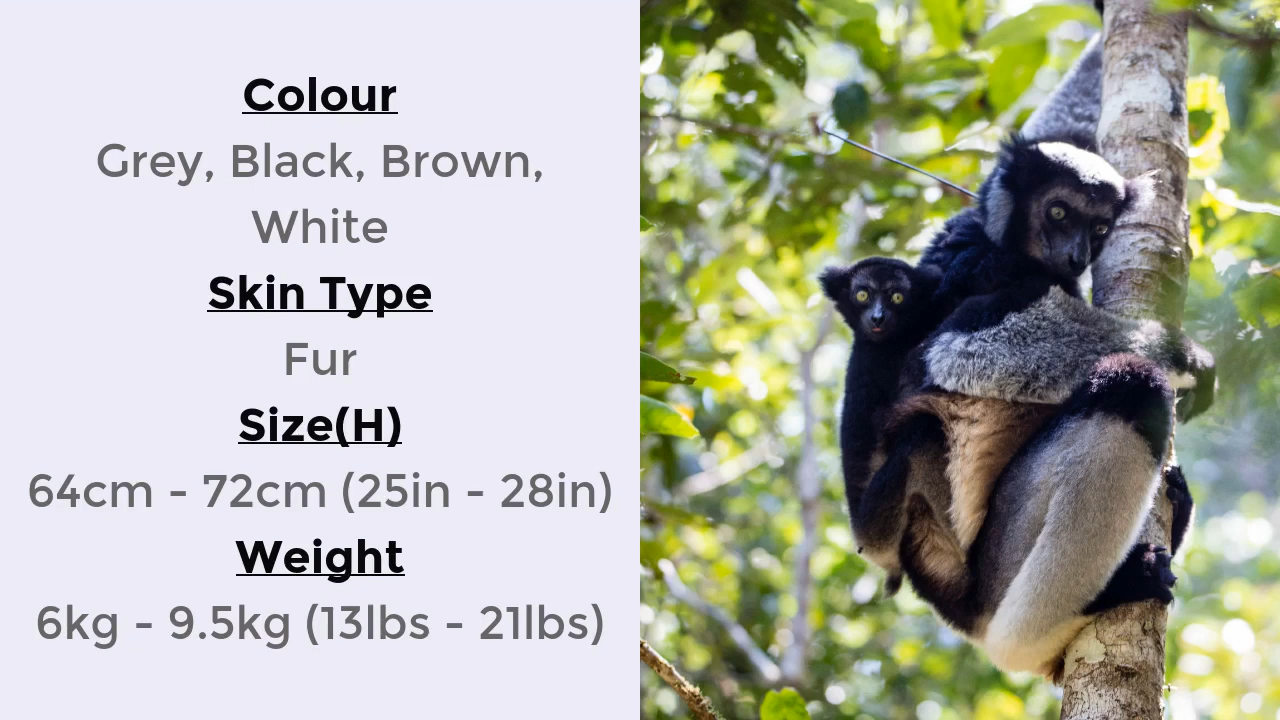 Colour
Grey, Black, Brown,
White
Skin Type
Fur
Size(H)
64cm - 72cm (25in - 28in)
Weight
6kg - 9.5kg (13lbs - 21lbs)